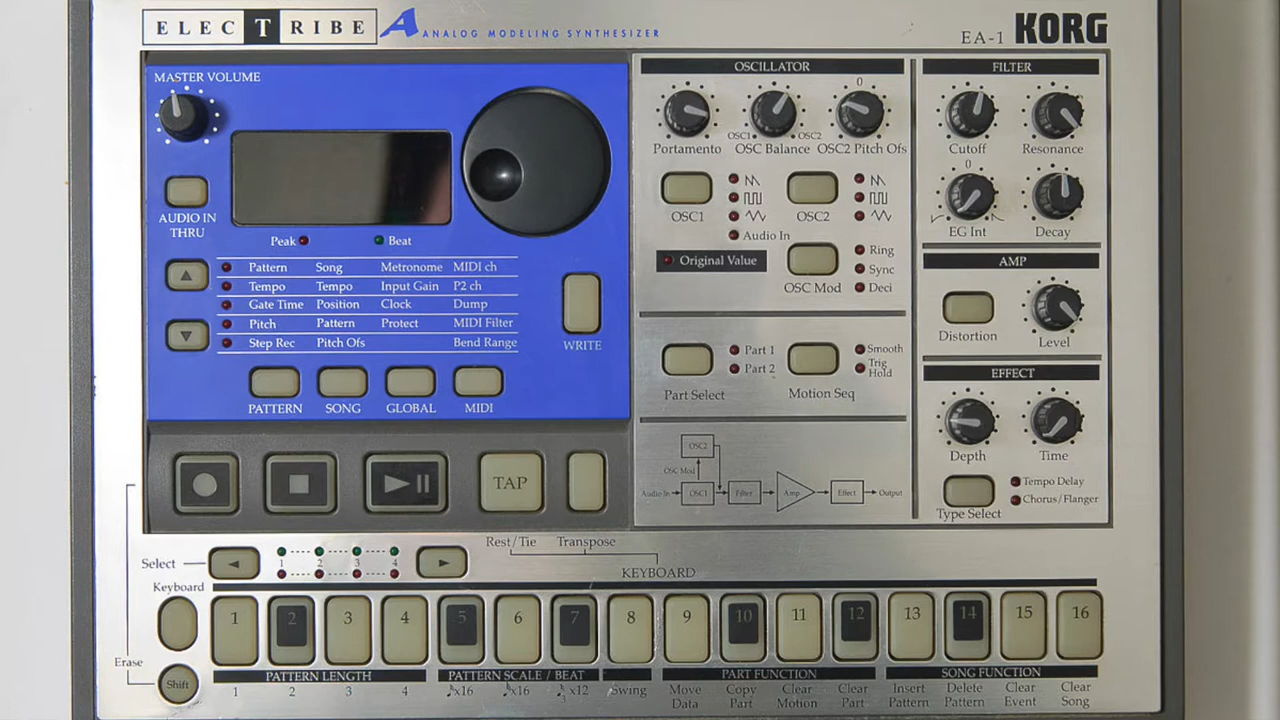 ELECTRIBE A ANALOG MODELING SYNTHESIZER
EA-1 KORG
MASTER VOLUME
AUDIO IN
THRU
Peak
Beat
Pattern Song Metronome MIDI ch
Tempo Tempo Input Gain P2 ch
Gate Time Position Clock Dump
Pitch Pattern Protect MIDI Filter
Step Rec Pitch Ofs Bend Range
WRITE
PATTERN SONG GLOBAL MIDI
OSCILLATOR
0
OSC1 OSC2
Portamento OSC Balance OSC2 Pitch Ofs
OSC1
Audio In
OSC2
Original Value
OSC Mod
Ring
Sync
Deci
Part Select
Part 1
Part 2
Motion Seq
Smooth
Trig
Hold
OSC2
OSC Mod
Audio In OSC1 Filter Amp Effect Output
FILTER
Cutoff Resonance
0
EG Int Decay
AMP
Distortion Level
EFFECT
Depth Time
Type Select
Tempo Delay
Chorus/Flanger
TAP
Rest/Tie Transpose
Select
1 2 3 4
KEYBOARD
Keyboard
1 2 3 4 5 6 7 8 9 10 11 12 13 14 15 16
Erase
Shift
PATTERN LENGTH PATTERN SCALE / BEAT PART FUNCTION SONG FUNCTION
1 2 3 4 x16 x16 3 x12 Swing
Move Data
Copy Part
Clear Motion
Clear Part
Insert Pattern
Delete Pattern
Clear Event
Clear Song